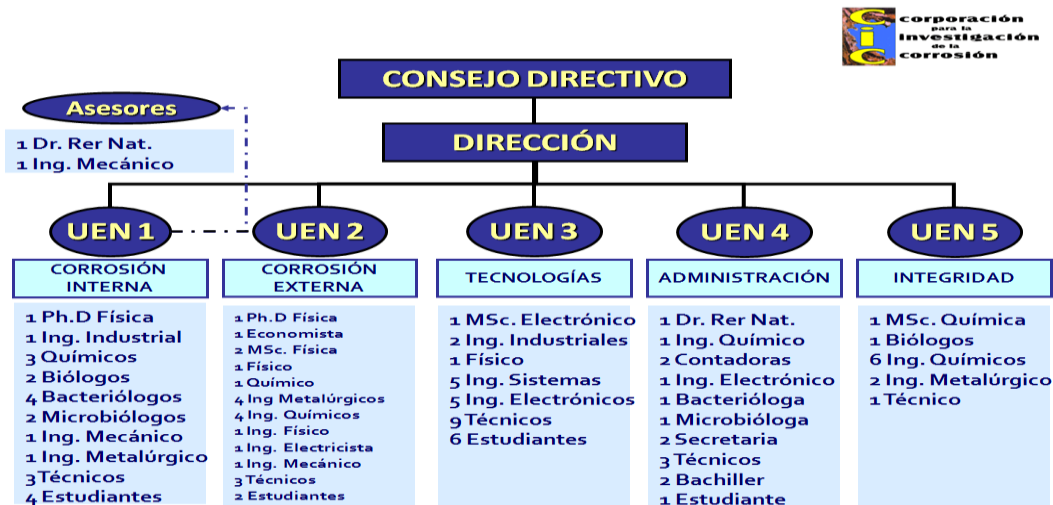 corporación
para la
investigación
de la
corrosión
CiC
CONSEJO DIRECTIVO
Asesores
1 Dr. Rer Nat.
1 Ing. Mecánico
DIRECCIÓN
UEN 1
CORROSIÓN
INTERNA
1 Ph.D Física
1 Ing. Industrial
3 Químicos
2 Biólogos
4 Bacteriólogos
2 Microbiólogos
1 Ing. Mecánico
1 Ing. Metalúrgico
3Técnicos
4 Estudiantes
UEN 2
CORROSIÓN
EXTERNA
1 Ph.D Física
1 Economista
2 MSc. Física
1 Físico
1 Químico
4 Ing Metalúrgicos
4 Ing. Químicos
1 Ing. Físico
1 Ing. Electricista
1 Ing. Mecánico
3 Técnicos
2 Estudiantes
UEN 3
TECNOLOGÍAS
1 MSc. Electrónico
2 Ing. Industriales
1 Físico
5 Ing. Sistemas
5 Ing. Electrónicos
9 Técnicos
6 Estudiantes
UEN 4
ADMINISTRACIÓN
1 Dr. Rer Nat.
1 Ing. Químico
2 Contadoras
1 Ing. Electrónico
1 Bacterióloga
1 Microbióloga
2 Secretaria
3 Técnicos
2 Bachiller
1 Estudiante
UEN 5
INTEGRIDAD
1 MSc. Química
1 Biólogos
6 Ing. Químicos
2 Ing. Metalúrgico
1 Técnico